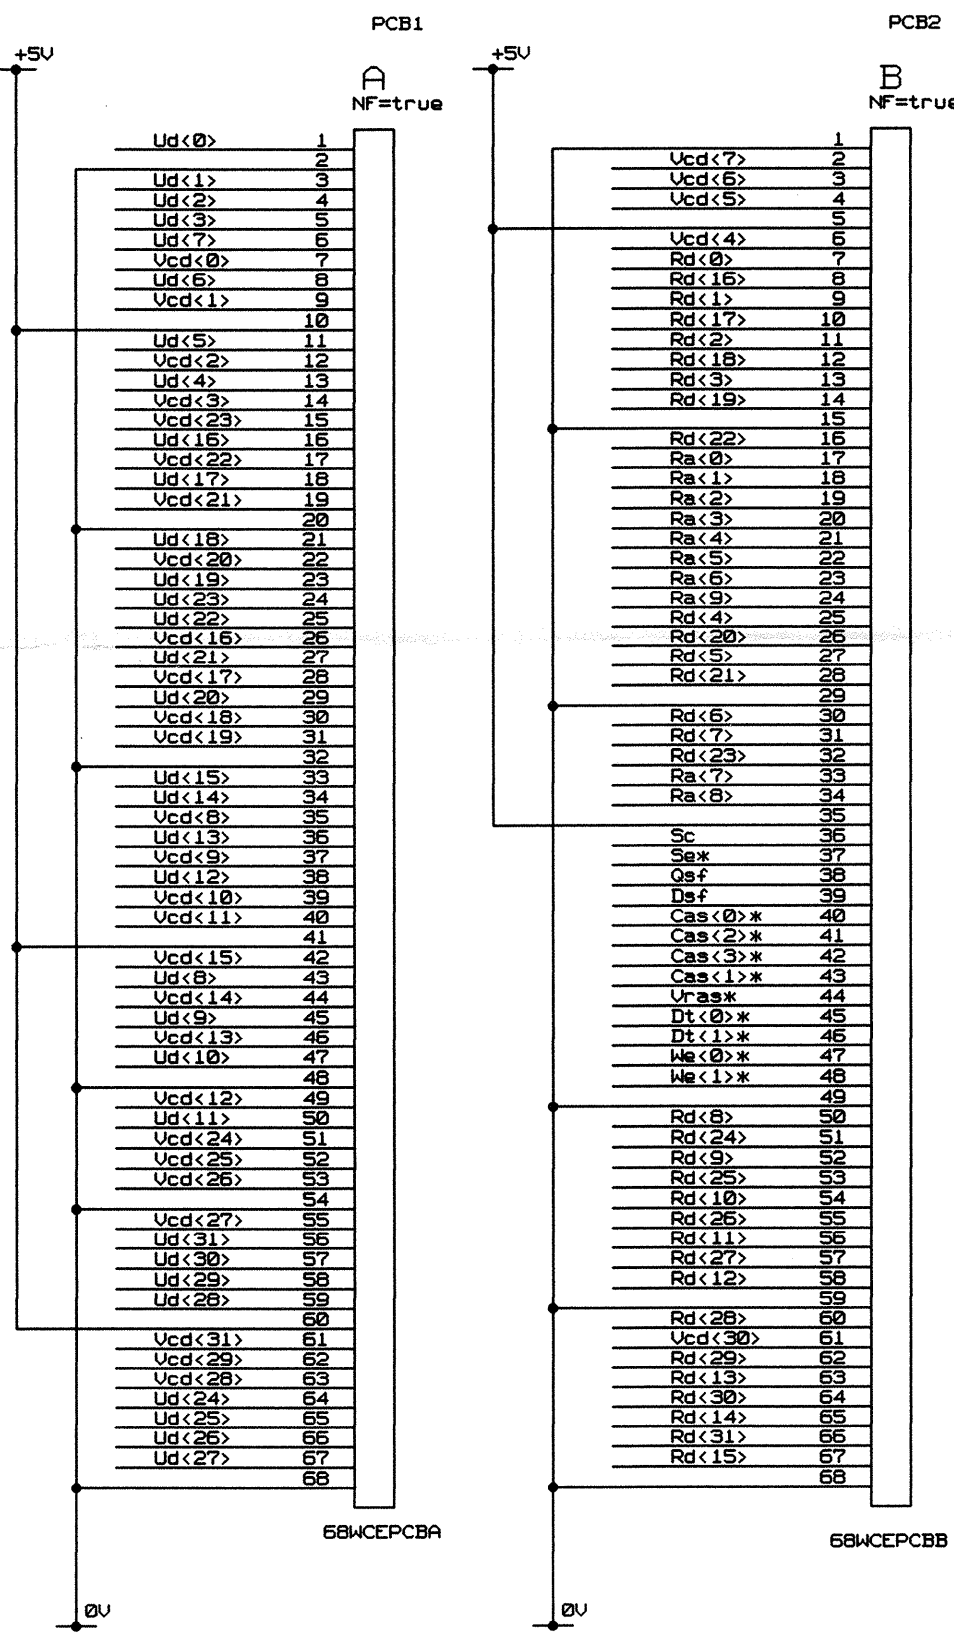 PCB1
+5V
A
NF=true
Ud<0> 1
2
Ud<1> 3
Ud<2> 4
Ud<3> 5
Ud<7> 6
Vcd<0> 7
Ud<6> 8
Vcd<1> 9
10
Ud<5> 11
Vcd<2> 12
Ud<4> 13
Vcd<3> 14
Vcd<23> 15
Ud<16> 16
Vcd<22> 17
Ud<17> 18
Vcd<21> 19
20
Ud<18> 21
Vcd<20> 22
Ud<19> 23
Ud<23> 24
Ud<22> 25
Vcd<16> 26
Ud<21> 27
Vcd<17> 28
Ud<20> 29
Vcd<18> 30
Vcd<19> 31
32
Ud<15> 33
Ud<14> 34
Vcd<8> 35
Ud<13> 36
Vcd<9> 37
Ud<12> 38
Vcd<10> 39
Vcd<11> 40
41
Vcd<15> 42
Ud<8> 43
Vcd<14> 44
Ud<9> 45
Vcd<13> 46
Ud<10> 47
48
Vcd<12> 49
Ud<11> 50
Vcd<24> 51
Vcd<25> 52
Vcd<26> 53
54
Vcd<27> 55
Ud<31> 56
Ud<30> 57
Ud<29> 58
Ud<28> 59
60
Vcd<31> 61
Vcd<29> 62
Vcd<28> 63
Ud<24> 64
Ud<25> 65
Ud<26> 66
Ud<27> 67
68
68WCEPCBA
0V
PCB2
+5V
B
NF=true
1
Vcd<7> 2
Vcd<6> 3
Vcd<5> 4
5
Vcd<4> 6
Rd<0> 7
Rd<16> 8
Rd<1> 9
Rd<17> 10
Rd<2> 11
Rd<18> 12
Rd<3> 13
Rd<19> 14
15
Rd<22> 16
Ra<0> 17
Ra<1> 18
Ra<2> 19
Ra<3> 20
Ra<4> 21
Ra<5> 22
Ra<6> 23
Ra<9> 24
Rd<4> 25
Rd<20> 26
Rd<5> 27
Rd<21> 28
29
Rd<6> 30
Rd<7> 31
Rd<23> 32
Ra<7> 33
Ra<8> 34
35
Sc 36
Se* 37
Qsf 38
Dsf 39
Cas<0>* 40
Cas<2>* 41
Cas<3>* 42
Cas<1>* 43
Vras* 44
Dt<0>* 45
Dt<1>* 46
We<0>* 47
We<1>* 48
49
Rd<8> 50
Rd<24> 51
Rd<9> 52
Rd<25> 53
Rd<10> 54
Rd<26> 55
Rd<11> 56
Rd<27> 57
Rd<12> 58
59
Rd<28> 60
Vcd<30> 61
Rd<29> 62
Rd<13> 63
Rd<30> 64
Rd<14> 65
Rd<31> 66
Rd<15> 67
68
68WCEPCBB
0V